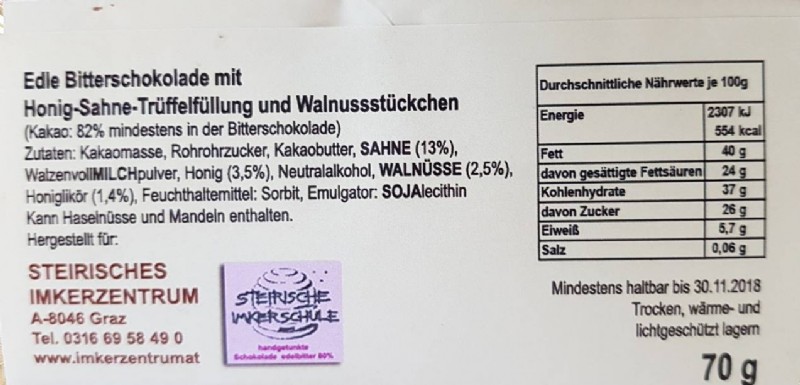 Edle Bitterschokolade mit
Honig-Sahne-Trüffelfüllung und Walnussstückchen
(Kakao: 82% mindestens in der Bitterschokolade)
Zutaten: Kakaomasse, Rohrohrzucker, Kakaobutter, SAHNE (13%),
WalzenvollMILCHpulver, Honig (3,5%), Neutralalkohol, WALNÜSSE (2,5%),
Honiglikör (1,4%), Feuchthaltemittel: Sorbit, Emulgator: SOJAlecithin
Kann Haselnüsse und Mandeln enthalten.
Hergestellt für:
STEIRISCHES
IMKERZENTRUM
A-8046 Graz
Tel. 0316 69 58 49 0
www.imkerzentrumat
STEIRISCHE
IMKERSCHULE
handgetunkte
Schokolade edelbitter 80%
Durchschnittliche Nährwerte je 100g
Energie 2307 kJ
554 kcal
Fett 40 g
davon gesättigte Fettsäuren 24 g
Kohlenhydrate 37 g
davon Zucker 26 g
Eiweiß 5,7 g
Salz 0,06 g
Mindestens haltbar bis 30.11.2018
Trocken, wärme- und
lichtgeschützt lagern
70 g